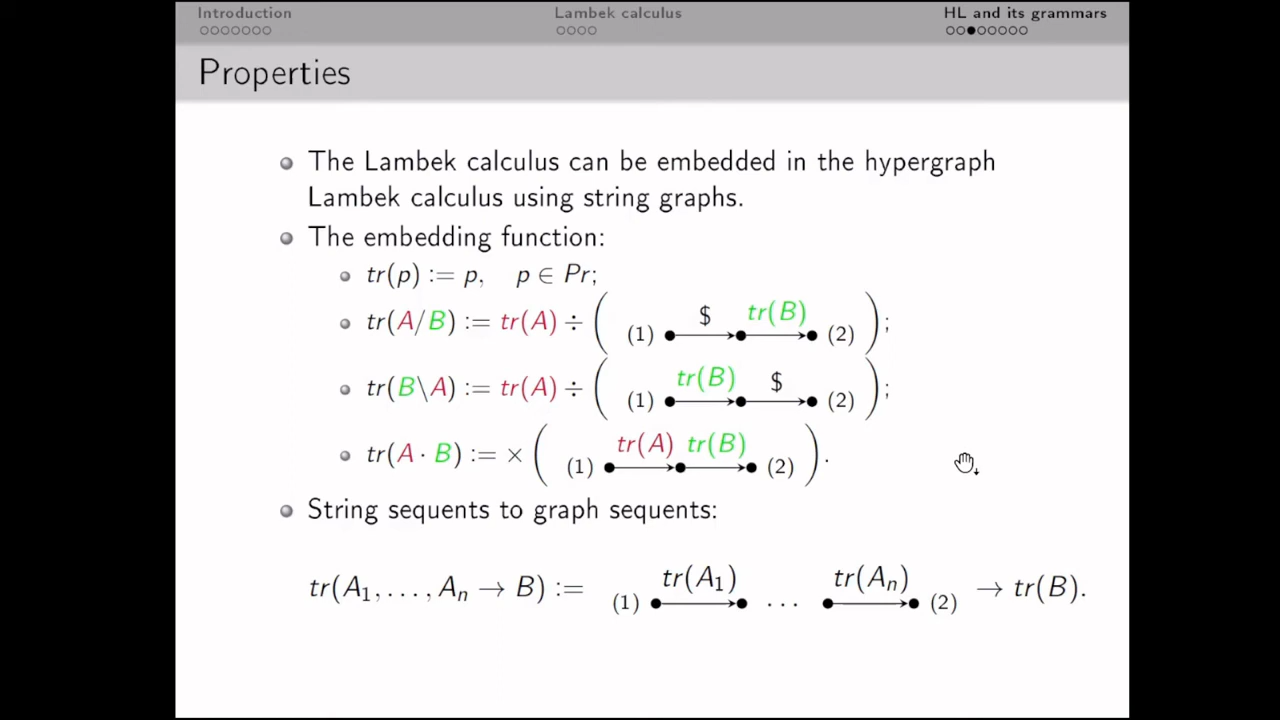 Introduction Lambek calculus HL and its grammars
Properties
The Lambek calculus can be embedded in the hypergraph
Lambek calculus using string graphs.
The embedding function:
tr(p) := p, p ∈ Pr;
tr(A/B) := tr(A) ÷ ( (1) $ tr(B) (2) );
tr(B\A) := tr(A) ÷ ( (1) tr(B) $ (2) );
tr(A · B) := × ( (1) tr(A) tr(B) (2) ).
String sequents to graph sequents:
tr(A₁, . . . , Aₙ → B) := (1) tr(A₁) . . . tr(Aₙ) (2) → tr(B).